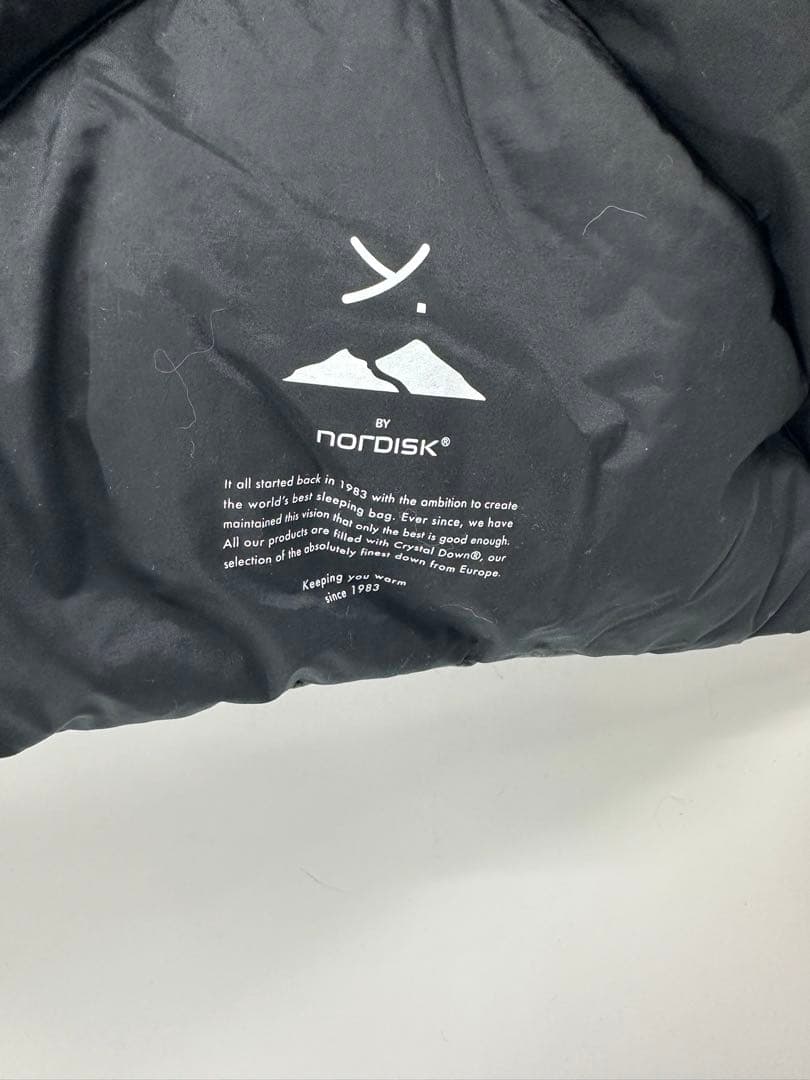 y.
BY
norDISK®
It all started back in 1983 with the ambition to create
the world's best sleeping bag. Ever since, we have
maintained this vision that only the best is good enough.
All our products are filled with Crystal Down®, our
selection of the absolutely finest down from Europe.
Keeping you warm
since 1983